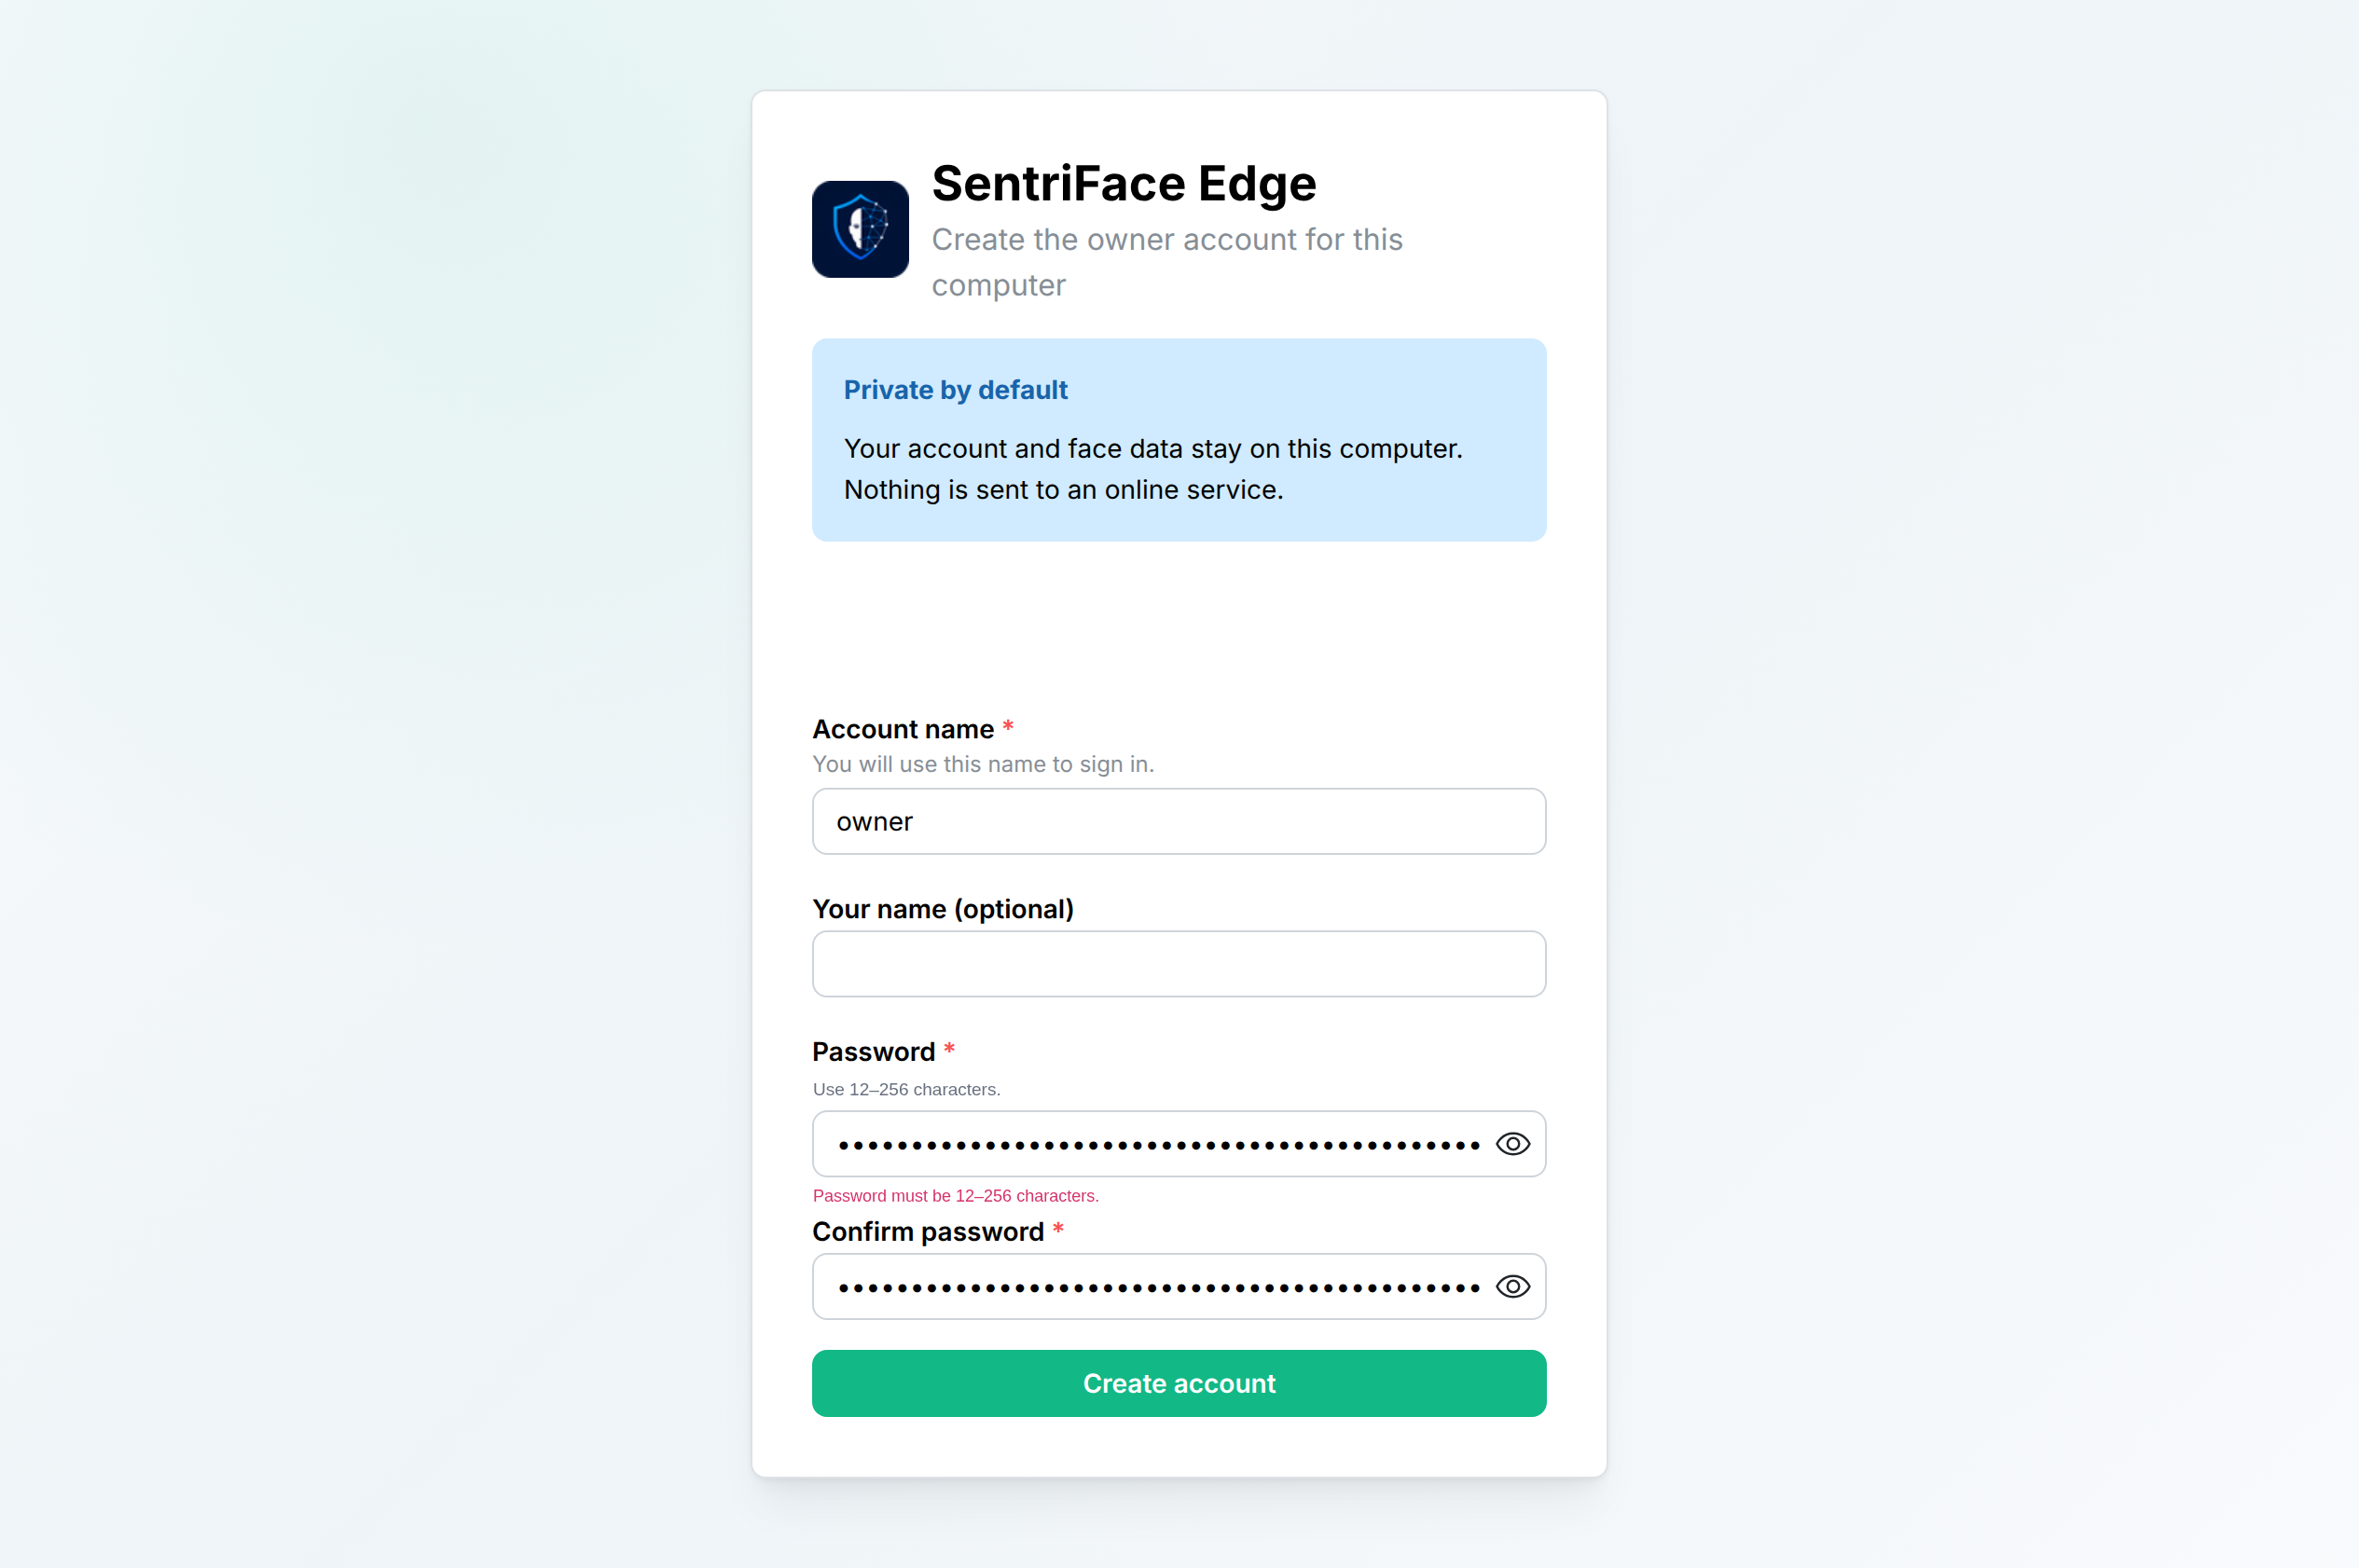 SentriFace Edge
Create the owner account for this
computer
Private by default
Your account and face data stay on this computer.
Nothing is sent to an online service.
Account name *
You will use this name to sign in.
owner
Your name (optional)
Password *
Use 12–256 characters.
••••••••••••••••••••••••••••••••••••••••••••
Password must be 12–256 characters.
Confirm password *
••••••••••••••••••••••••••••••••••••••••••••
Create account